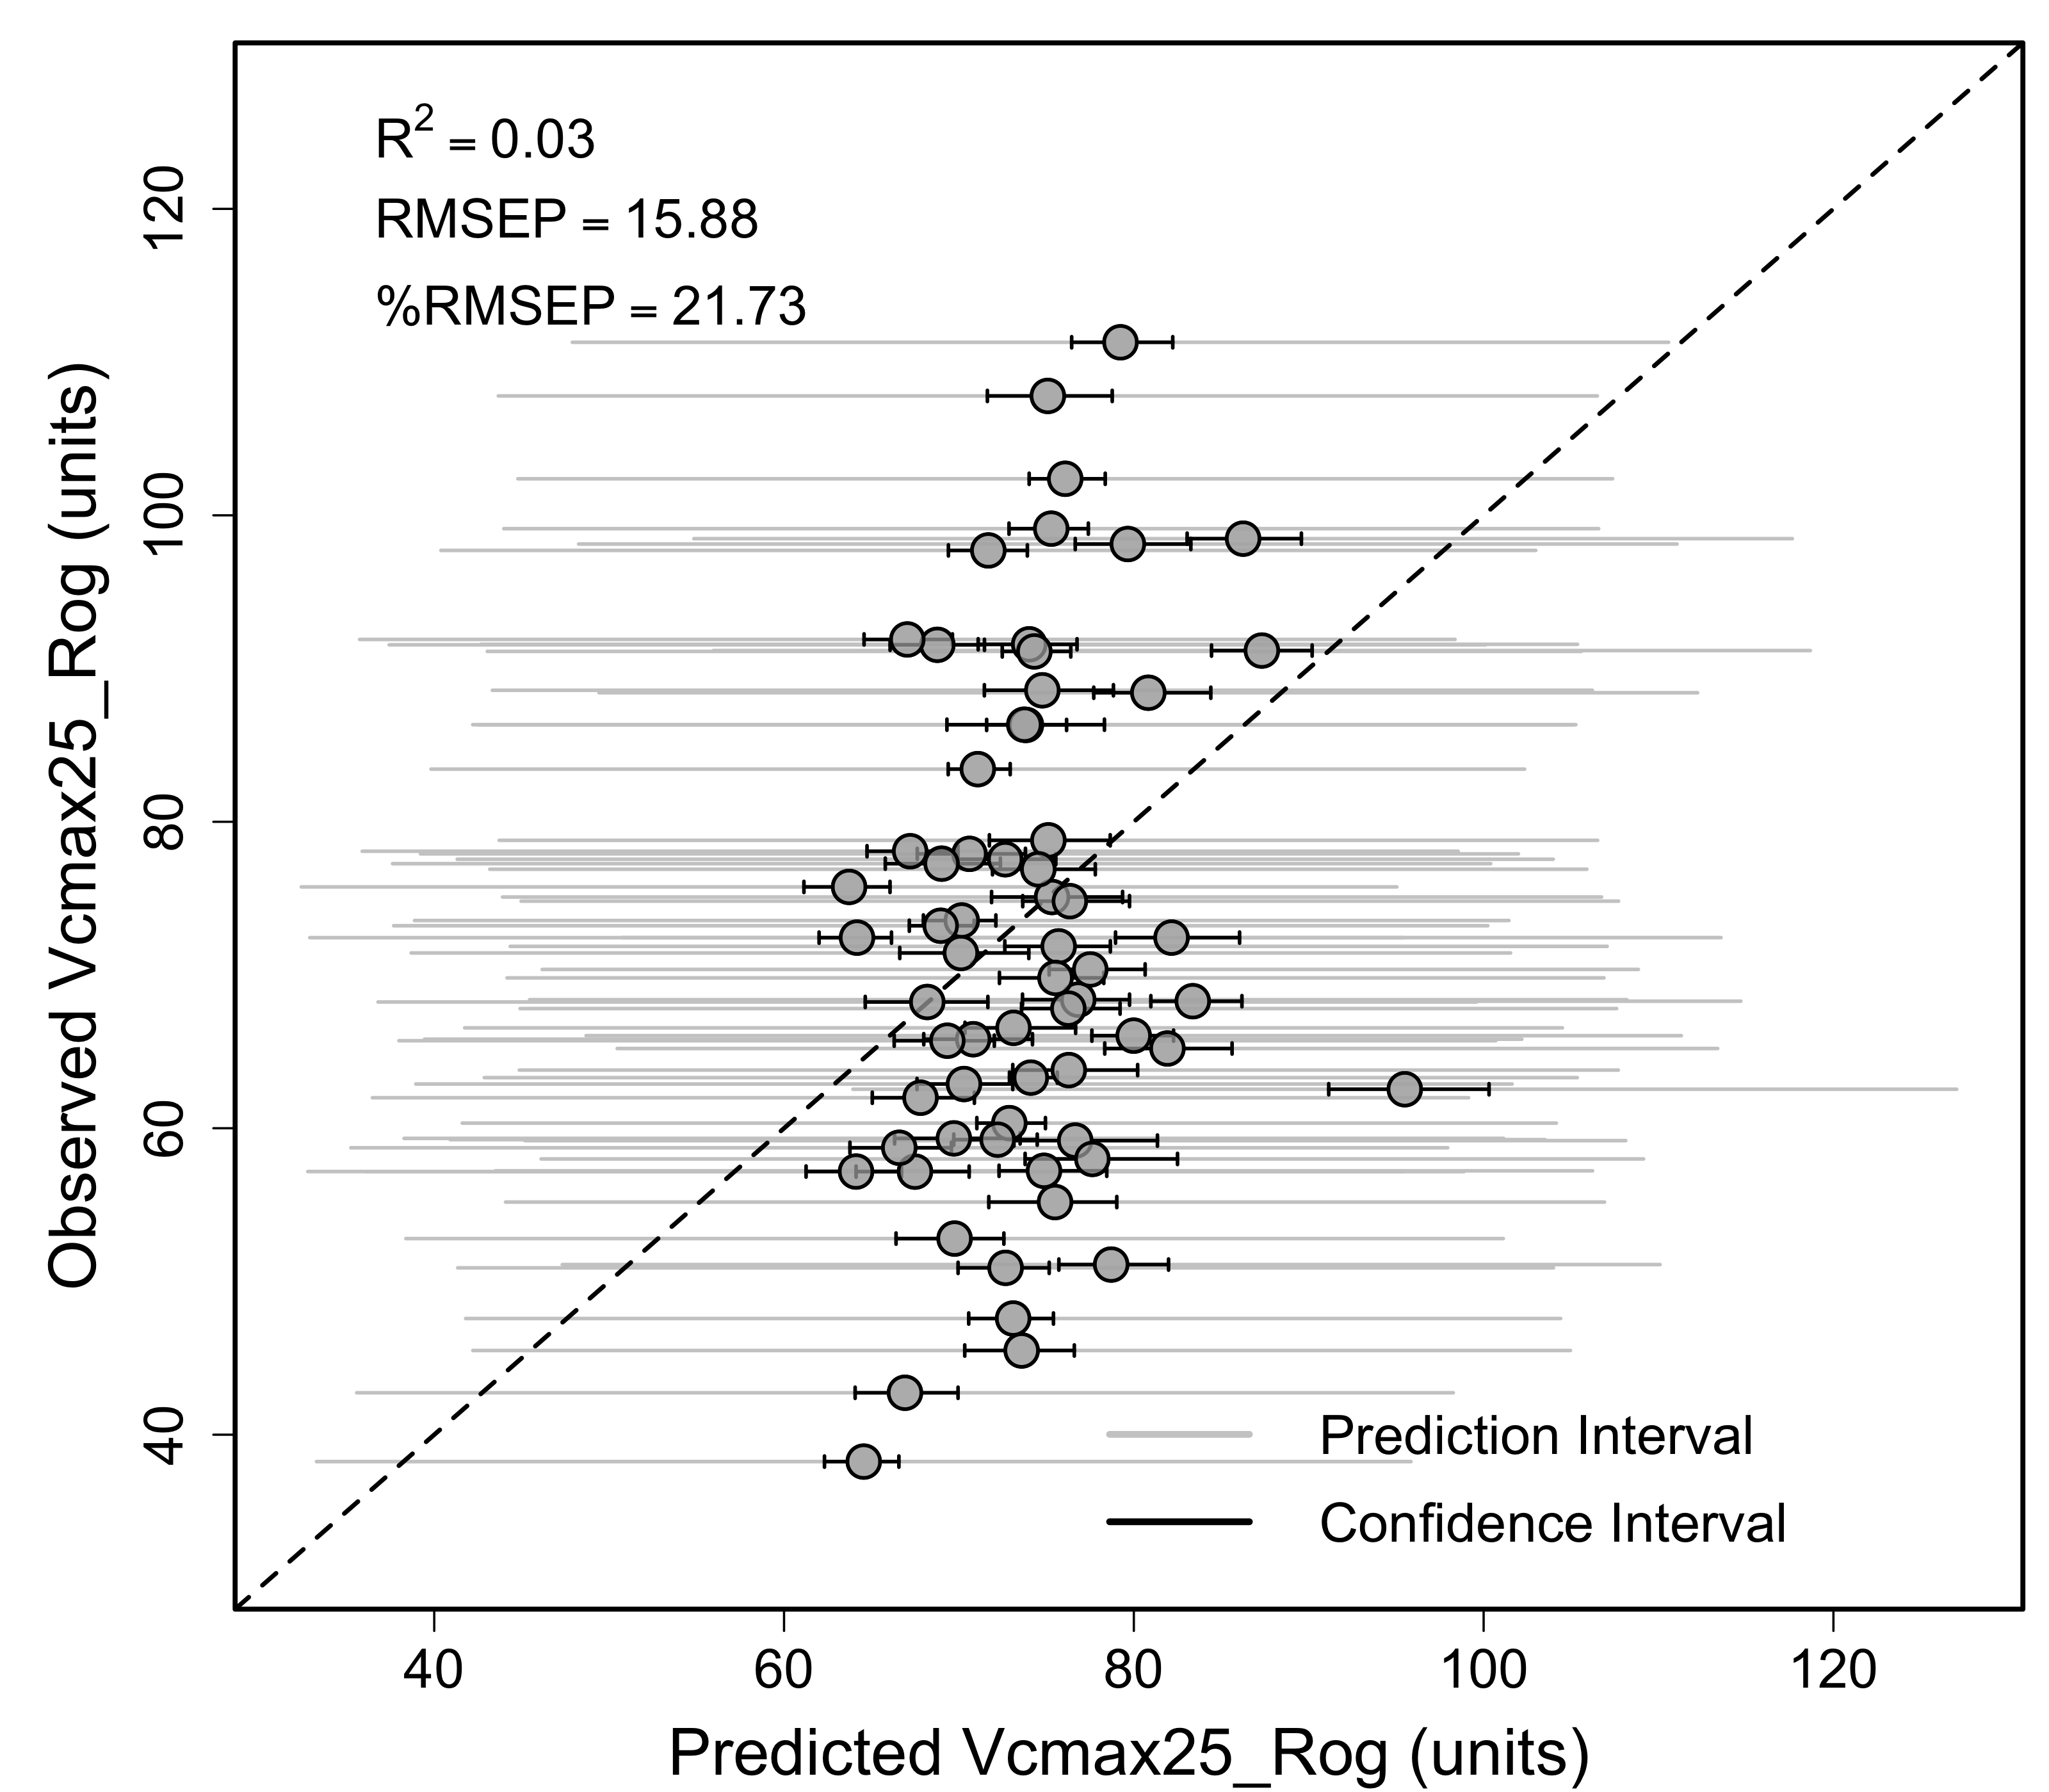 R² = 0.03
RMSEP = 15.88
%RMSEP = 21.73
Observed Vcmax25_Rog (units)
120
100
80
60
40
Prediction Interval
Confidence Interval
40 60 80 100 120
Predicted Vcmax25_Rog (units)